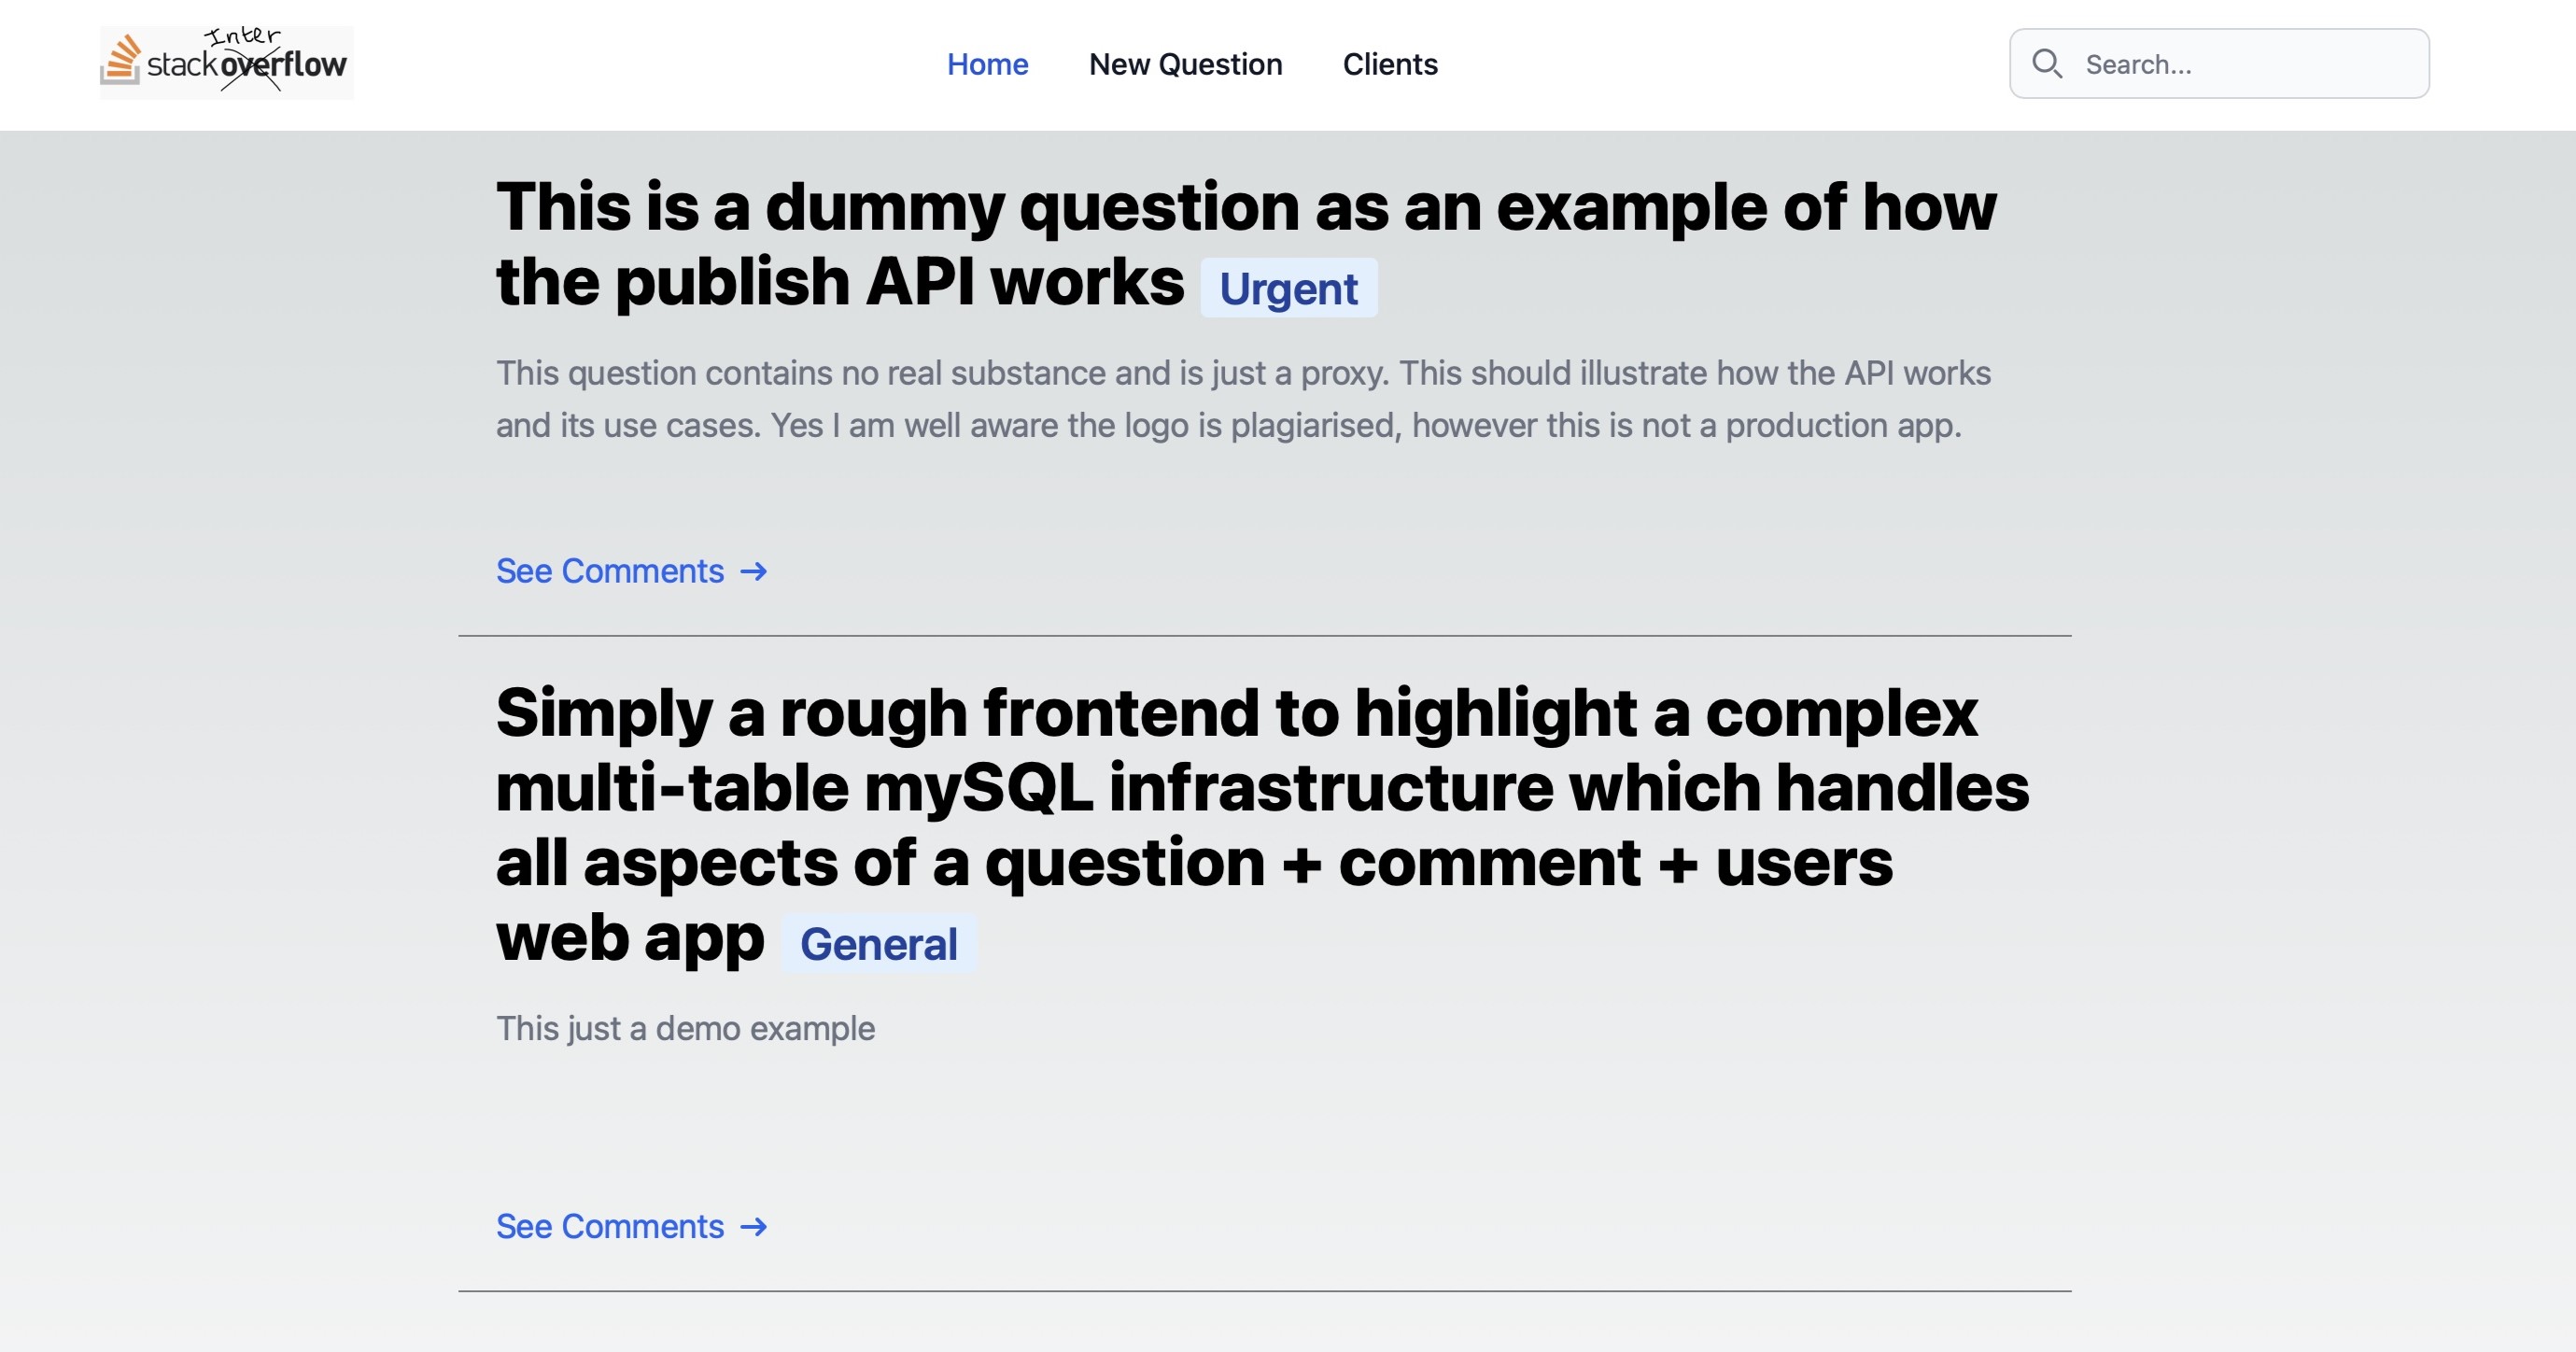 Inter
stackoverflow
Home New Question Clients
Search...
This is a dummy question as an example of how
the publish API works Urgent
This question contains no real substance and is just a proxy. This should illustrate how the API works
and its use cases. Yes I am well aware the logo is plagiarised, however this is not a production app.
See Comments →
Simply a rough frontend to highlight a complex
multi-table mySQL infrastructure which handles
all aspects of a question + comment + users
web app General
This just a demo example
See Comments →